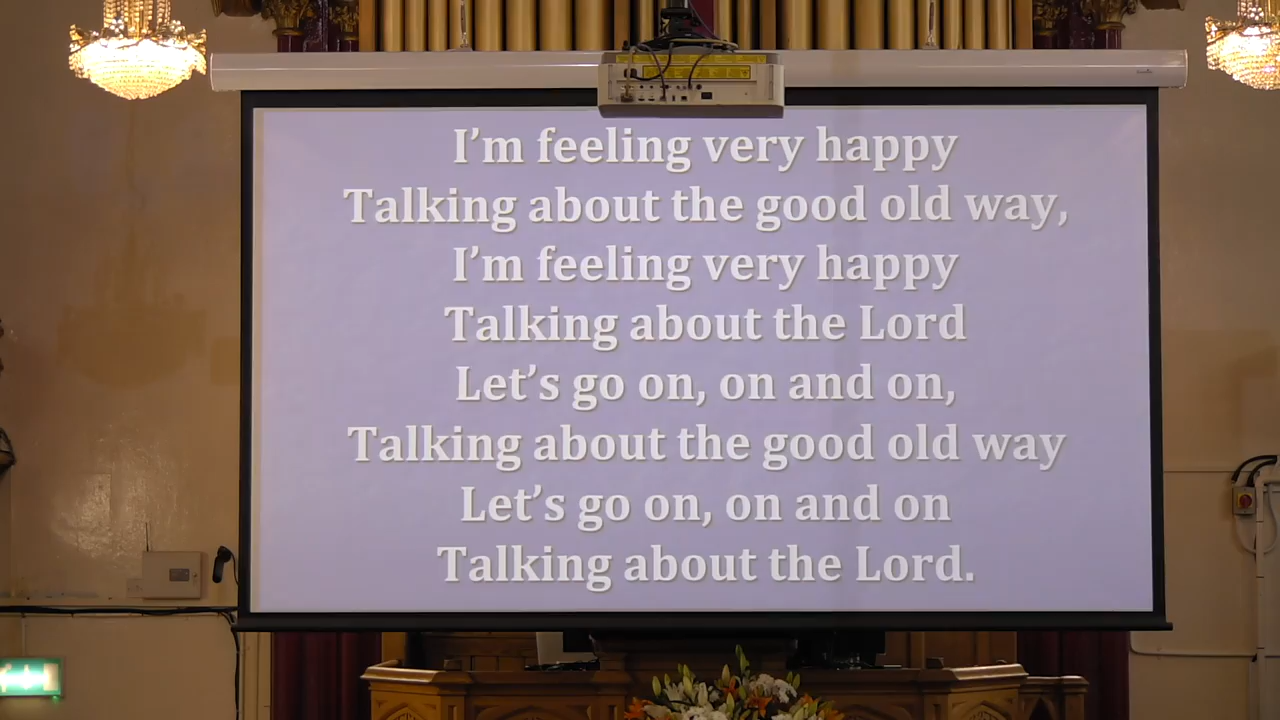 I’m feeling very happy
Talking about the good old way,
I’m feeling very happy
Talking about the Lord
Let’s go on, on and on,
Talking about the good old way
Let’s go on, on and on
Talking about the Lord.